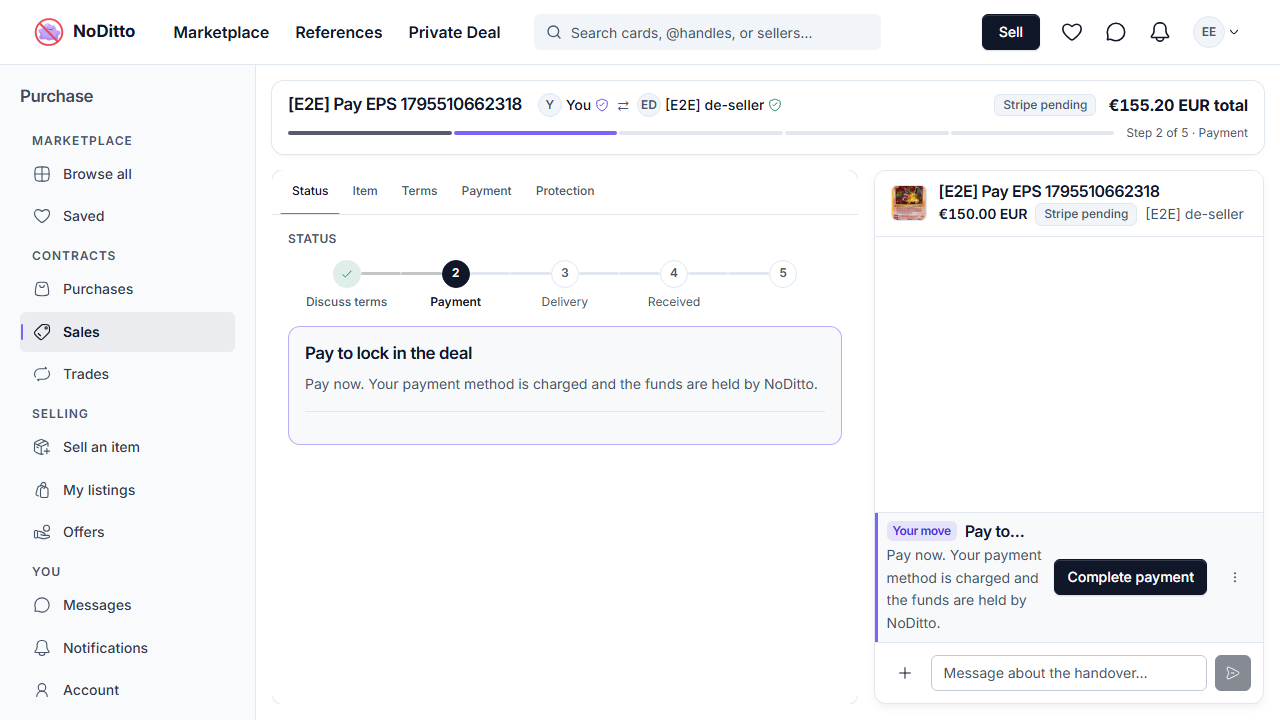 NoDitto
Marketplace
References
Private Deal
Search cards, @handles, or sellers...
Sell
EE
Purchase
MARKETPLACE
Browse all
Saved
CONTRACTS
Purchases
Sales
Trades
SELLING
Sell an item
My listings
Offers
YOU
Messages
Notifications
Account
[E2E] Pay EPS 1795510662318
Y You ⇄ ED [E2E] de-seller
Stripe pending €155.20 EUR total
Step 2 of 5 · Payment
Status Item Terms Payment Protection
STATUS
2 3 4 5
Discuss terms Payment Delivery Received
Pay to lock in the deal
Pay now. Your payment method is charged and the funds are held by NoDitto.
[E2E] Pay EPS 1795510662318
€150.00 EUR Stripe pending [E2E] de-seller
Your move Pay to...
Pay now. Your payment
method is charged and
the funds are held by
NoDitto.
Complete payment
Message about the handover...